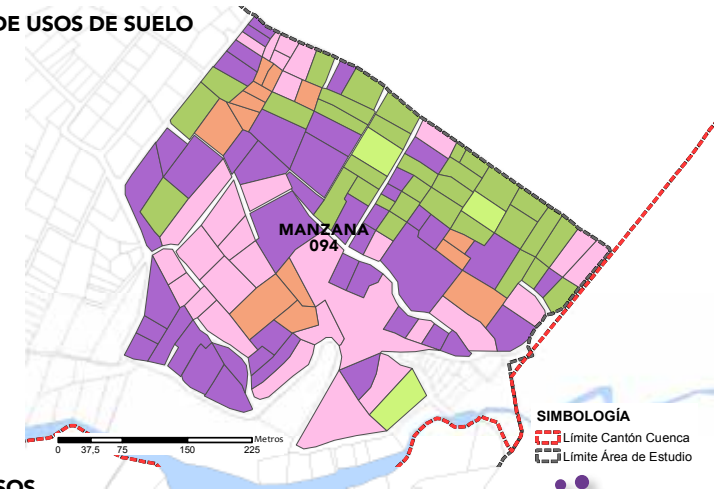 DE USOS DE SUELO
MANZANA
094
SIMBOLOGÍA
Límite Cantón Cuenca
Límite Área de Estudio
Metros
0 37,5 75 150 225